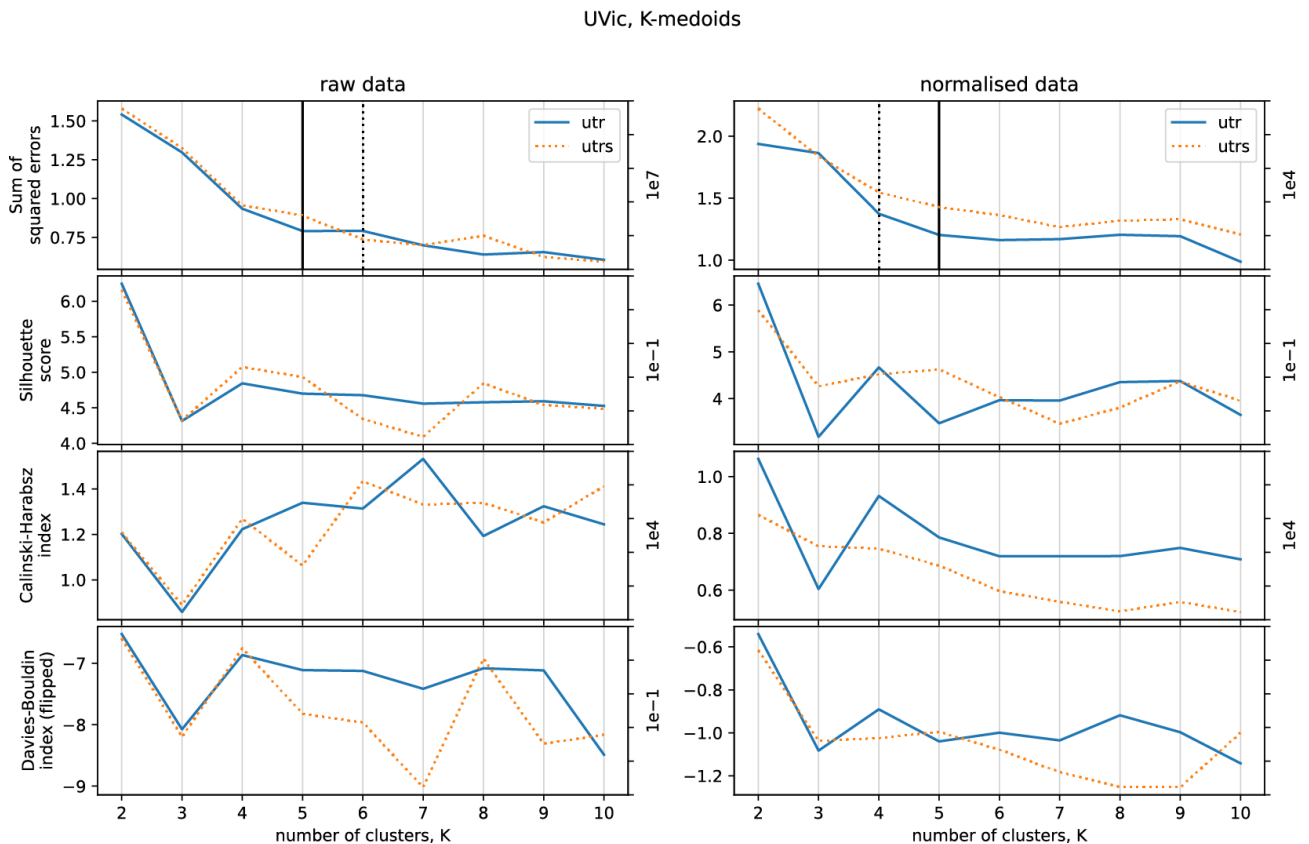 UVic, K-medoids
raw data
normalised data
Sum of
squared errors
1.50
1.25
1.00
0.75
utr
utrs
1e7
2.0
1.5
1.0
utr
utrs
1e4
Silhouette
score
6.0
5.5
5.0
4.5
4.0
1e−1
6
5
4
1e−1
Calinski-Harabsz
index
1.4
1.2
1.0
1e4
1.0
0.8
0.6
1e4
Davies-Bouldin
index (flipped)
−7
−8
−9
1e−1
−0.6
−0.8
−1.0
−1.2
2 3 4 5 6 7 8 9 10
number of clusters, K
2 3 4 5 6 7 8 9 10
number of clusters, K